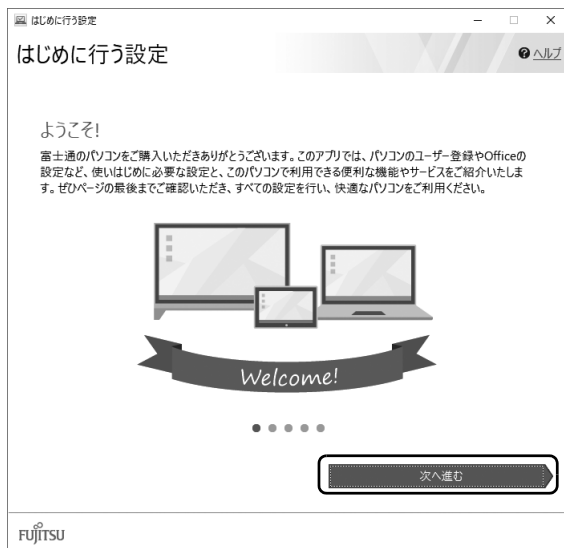 はじめに行う設定
はじめに行う設定
ヘルプ
ようこそ!
富士通のパソコンをご購入いただきありがとうございます。このアプリでは、パソコンのユーザー登録やOfficeの
設定など、使いはじめに必要な設定と、このパソコンで利用できる便利な機能やサービスをご紹介いたしま
す。ぜひページの最後までご確認いただき、すべての設定を行い、快適なパソコンをご利用ください。
Welcome!
次へ進む
FUJITSU